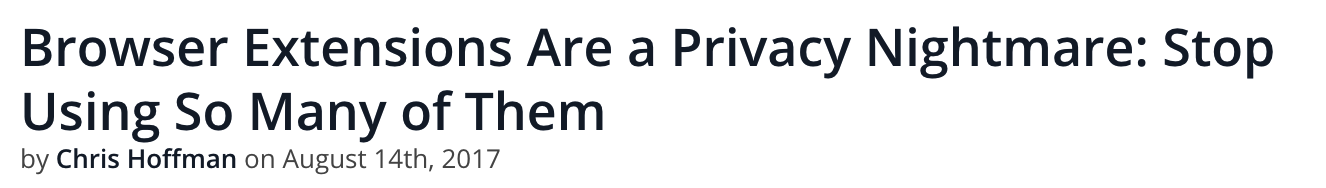 Browser Extensions Are a Privacy Nightmare: Stop
Using So Many of Them
by Chris Hoffman on August 14th, 2017